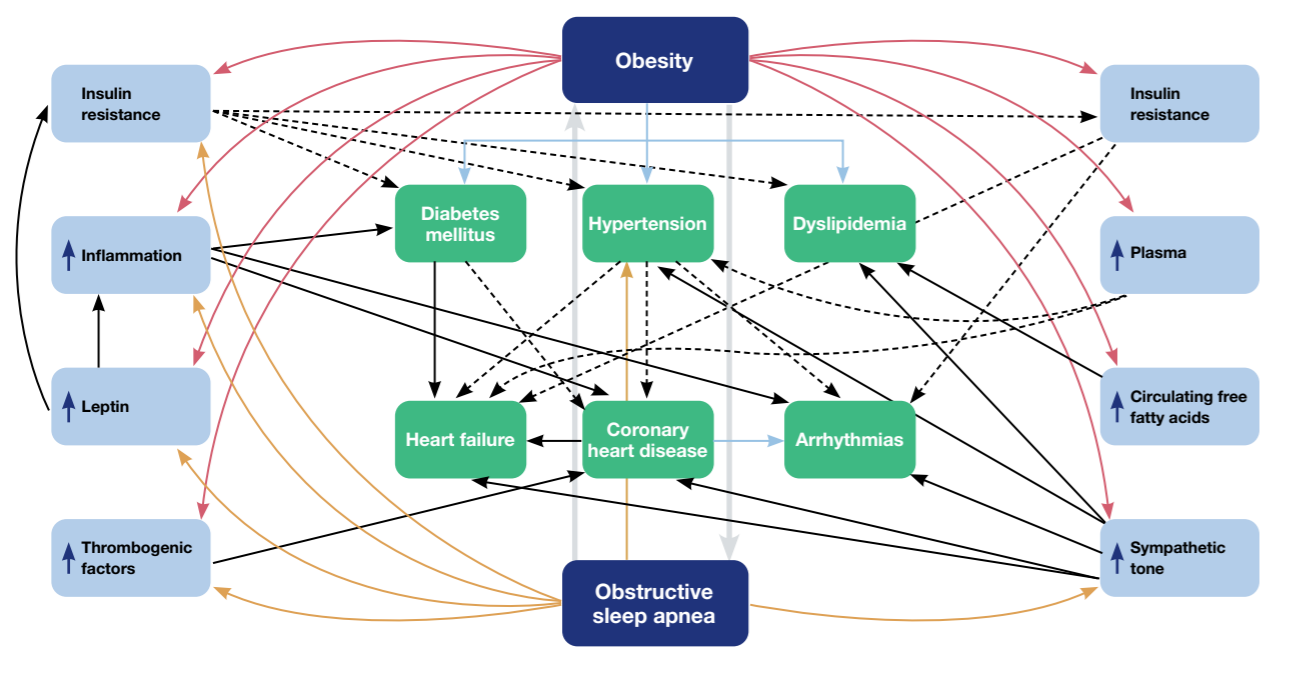 Obesity
Insulin
resistance
Insulin
resistance
Diabetes
mellitus
Hypertension
Dyslipidemia
Inflammation
Plasma
Leptin
Circulating free
fatty acids
Heart failure
Coronary
heart disease
Arrhythmias
Thrombogenic
factors
Sympathetic
tone
Obstructive
sleep apnea